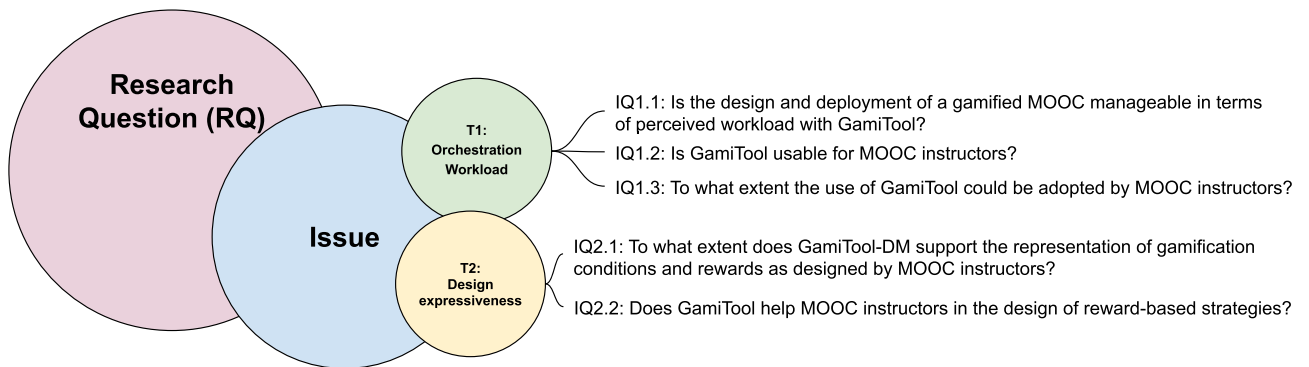 Research
Question (RQ)
Issue
T1:
Orchestration
Workload
IQ1.1: Is the design and deployment of a gamified MOOC manageable in terms
of perceived workload with GamiTool?
IQ1.2: Is GamiTool usable for MOOC instructors?
IQ1.3: To what extent the use of GamiTool could be adopted by MOOC instructors?
T2:
Design
expressiveness
IQ2.1: To what extent does GamiTool-DM support the representation of gamification
conditions and rewards as designed by MOOC instructors?
IQ2.2: Does GamiTool help MOOC instructors in the design of reward-based strategies?